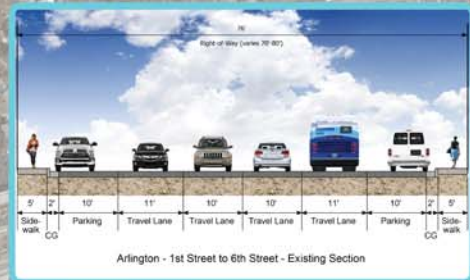 76'
Right-of-Way (varies 70'-80')
5' 2' 10' 11' 10' 10' 11' 10' 2' 5'
Side-walk CG Parking Travel Lane Travel Lane Travel Lane Travel Lane Parking CG Side-walk
Arlington - 1st Street to 6th Street - Existing Section